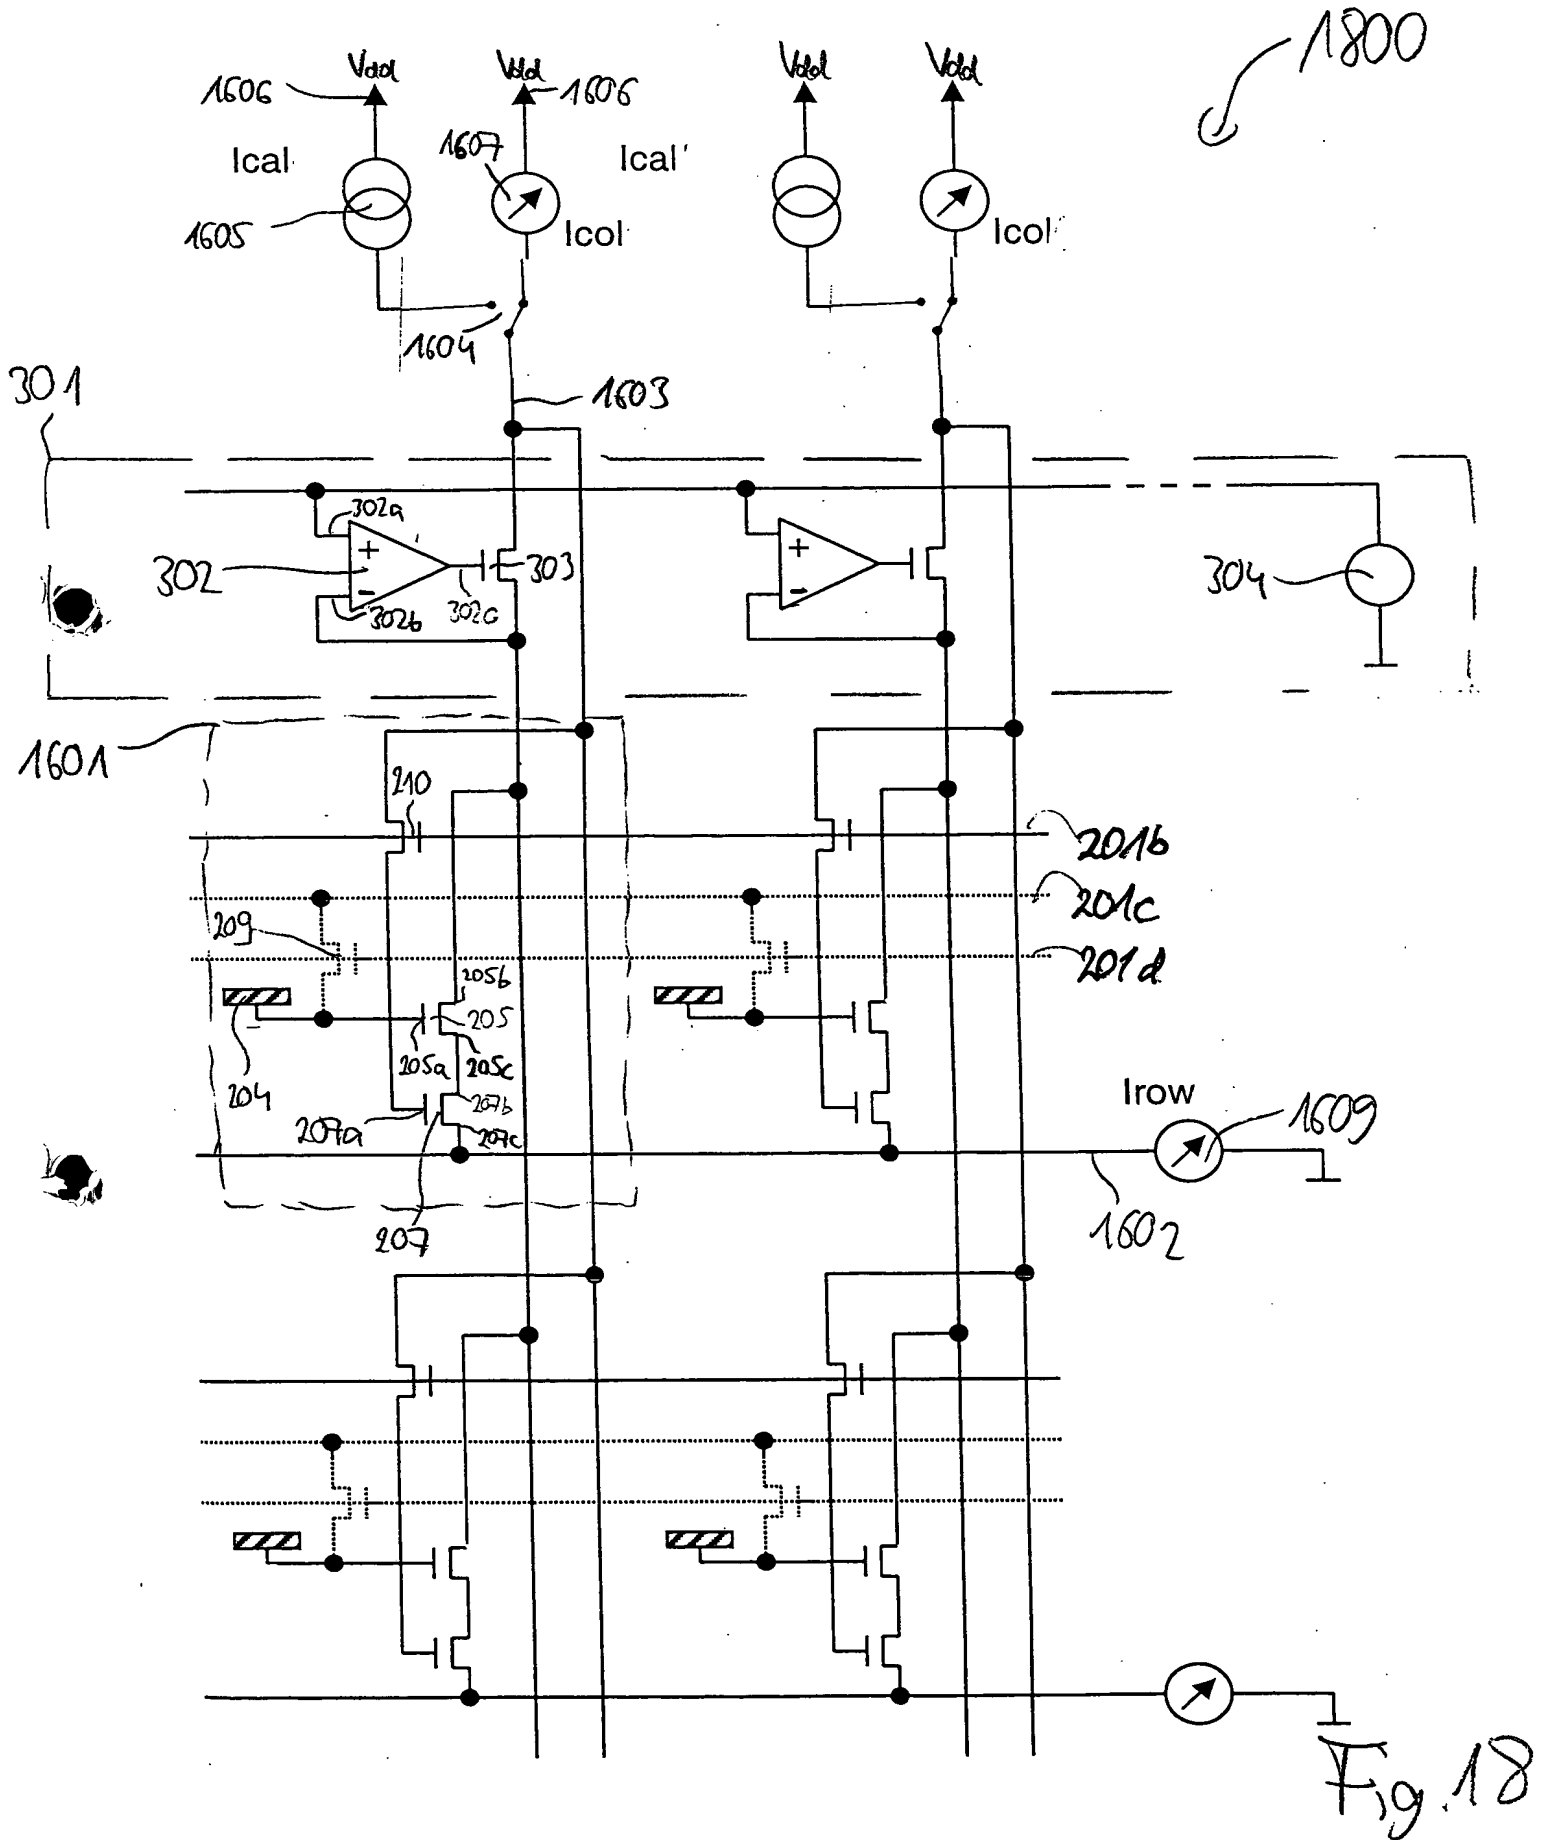 1800
Vdd
Vdd
Vdd
Vdd
1606
1606
Ical
1607
Ical'
1605
Icol
Icol'
1604
301
1603
302a
+
+
302
303
304
-
-
302b
302c
1601
210
201b
201c
209
201d
205b
205
205a
205c
204
207b
Irow
1609
207a
207c
207
1602
Fig. 18